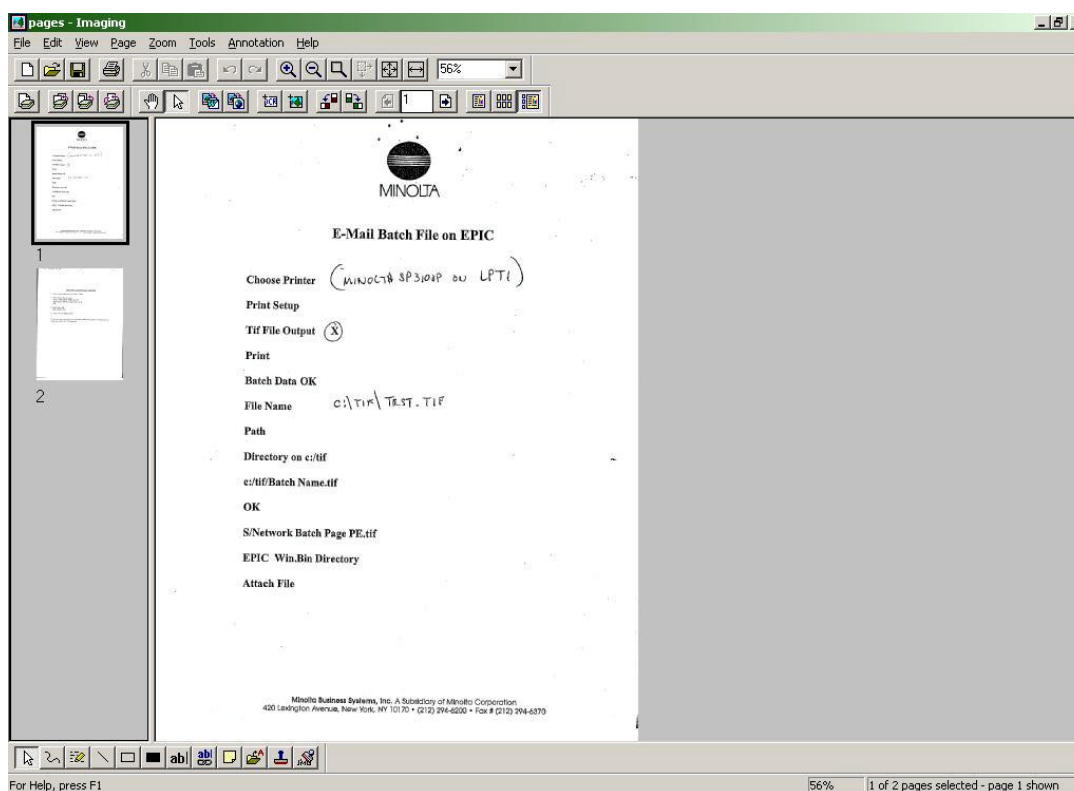 pages - Imaging
File Edit View Page Zoom Tools Annotation Help
56%
1
MINOLTA
E-Mail Batch File on EPIC
Choose Printer (MINOLTA SP3108P ON LPT1)
Print Setup
Tif File Output (X)
Print
Batch Data OK
File Name C:\TIF\TEST.TIF
Path
Directory on c:/tif
c:/tif/Batch Name.tif
OK
S/Network Batch Page PE.tif
EPIC Win.Bin Directory
Attach File
Minolta Business Systems, Inc. A Subsidiary of Minolta Corporation
420 Lexington Avenue, New York, NY 10170 • (212) 294-6200 • Fax # (212) 294-6370
1
2
ab| abl
For Help, press F1
56%
1 of 2 pages selected - page 1 shown